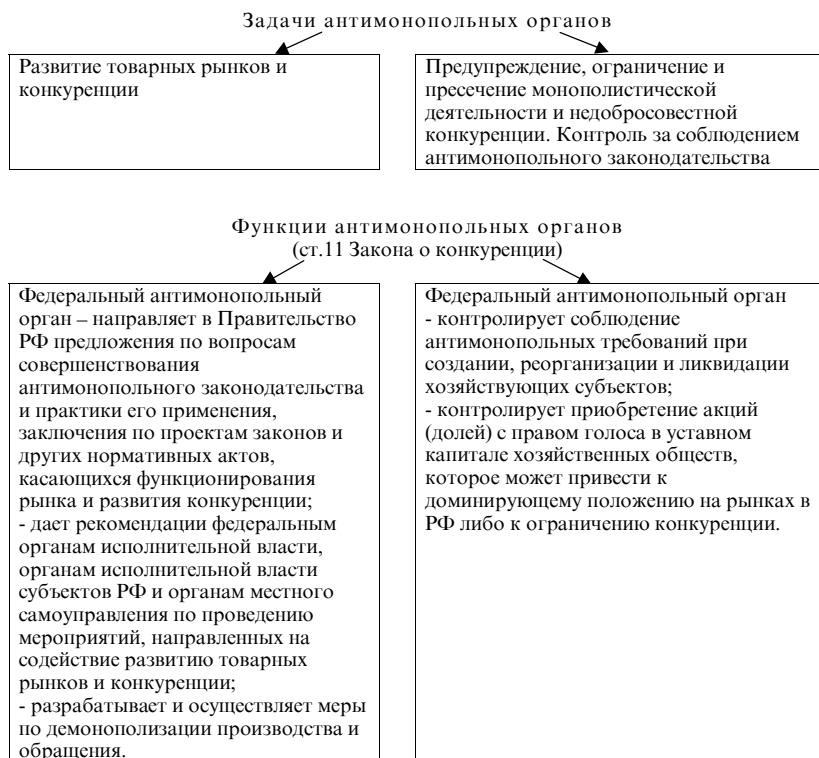 Задачи антимонопольных органов
Развитие товарных рынков и
конкуренции
Предупреждение, ограничение и
пресечение монополистической
деятельности и недобросовестной
конкуренции. Контроль за соблюдением
антимонопольного законодательства
Функции антимонопольных органов
(ст.11 Закона о конкуренции)
Федеральный антимонопольный
орган – направляет в Правительство
РФ предложения по вопросам
совершенствования
антимонопольного законодательства
и практики его применения,
заключения по проектам законов и
других нормативных актов,
касающихся функционирования
рынка и развития конкуренции;
- дает рекомендации федеральным
органам исполнительной власти,
органам исполнительной власти
субъектов РФ и органам местного
самоуправления по проведению
мероприятий, направленных на
содействие развитию товарных
рынков и конкуренции;
- разрабатывает и осуществляет меры
по демонополизации производства и
обращения.
Федеральный антимонопольный орган
- контролирует соблюдение
антимонопольных требований при
создании, реорганизации и ликвидации
хозяйствующих субъектов;
- контролирует приобретение акций
(долей) с правом голоса в уставном
капитале хозяйственных обществ,
которое может привести к
доминирующему положению на рынках в
РФ либо к ограничению конкуренции.